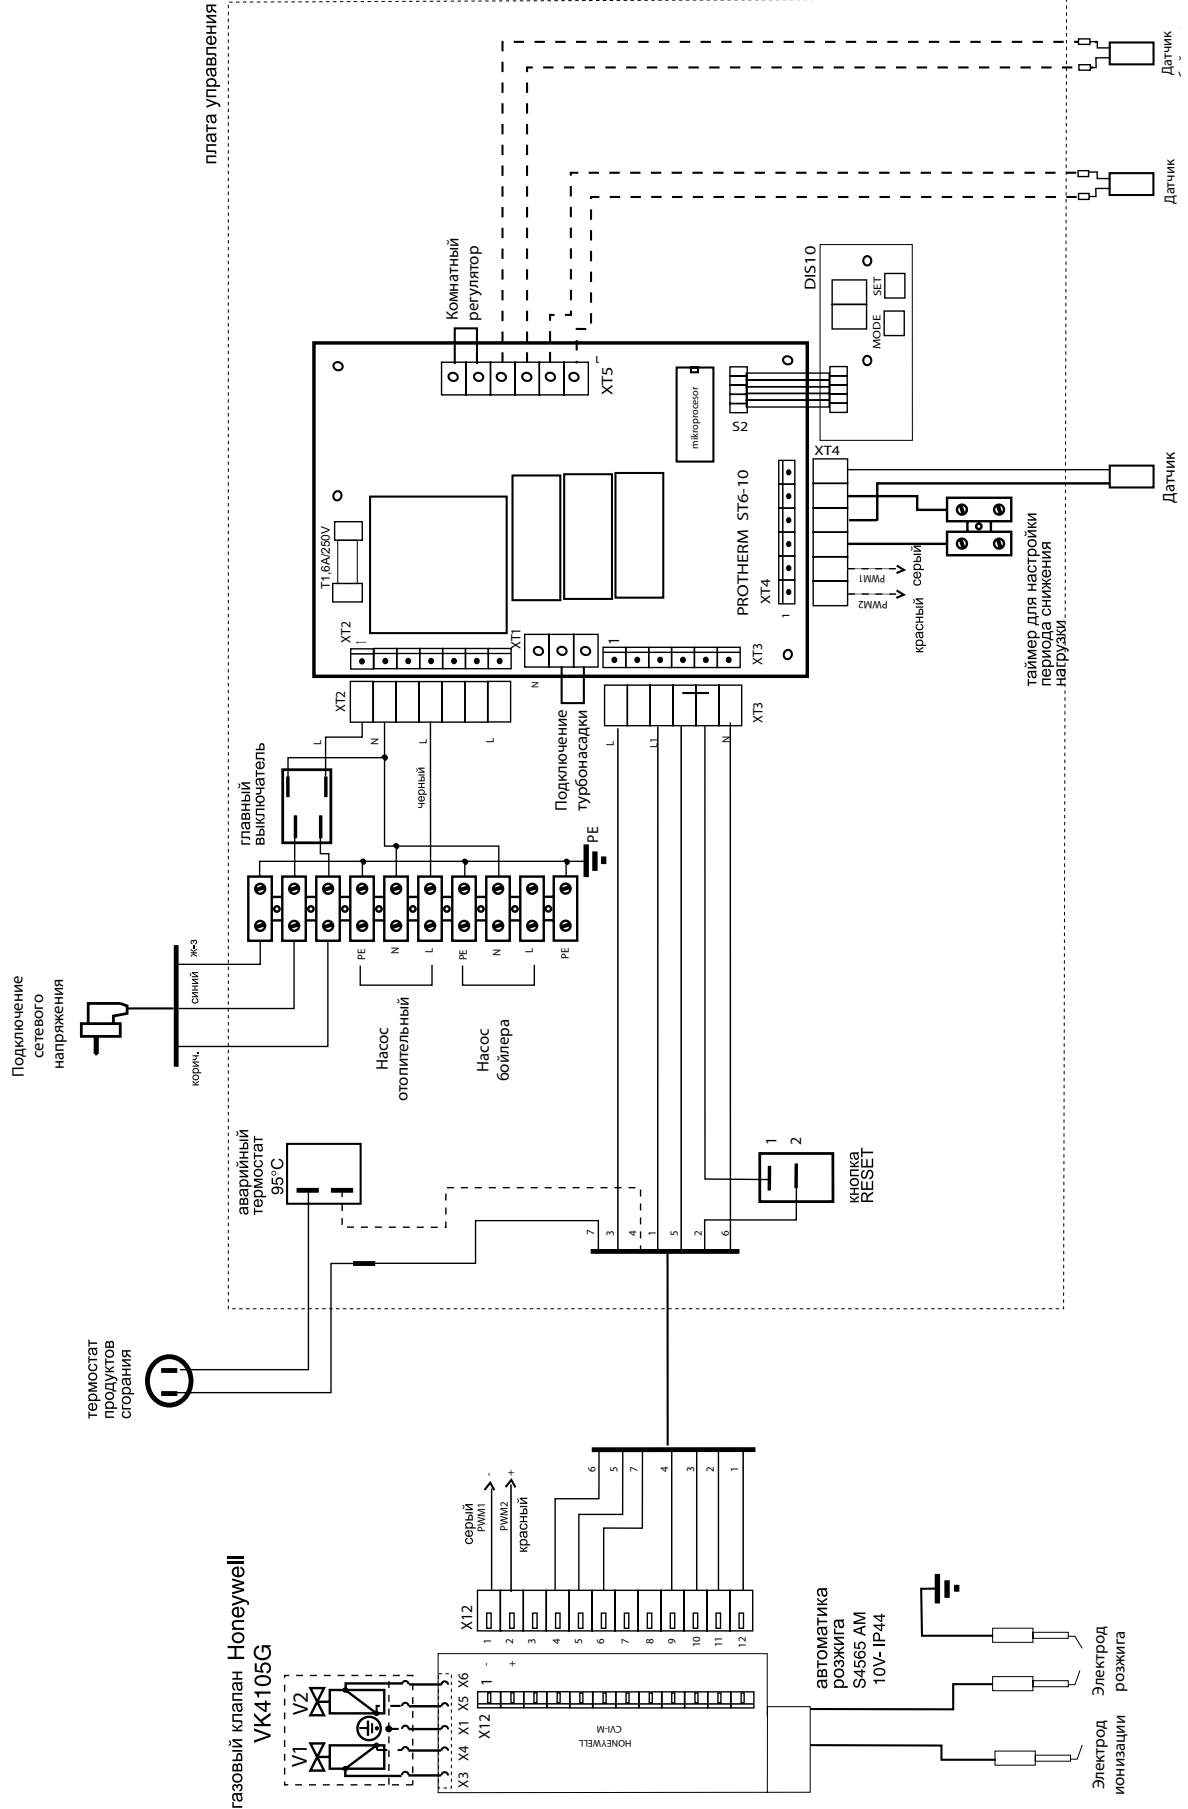 плата управления
Датчик
Датчик
Комнатный
регулятор
XT5
1
DIS10
MODE
SET
mikroprocesor
S2
XT4
Датчик
T1,6A/250V
PROTHERM ST6-10
XT4
1
PWM1
PWM2
серый
красный
таймер для настройки
периода снижения
нагрузки
XT2
1
XT1
N
1
XT3
XT2
XT3
L
N
L
L
черный
L
L1
N
Подключение
турбонасадки
главный
выключатель
PE
Подключение
сетевого
напряжения
ж-з
синий
корич.
PE
N
L
PE
N
L
PE
Насос
отопительный
Насос
бойлера
аварийный
термостат
95°C
1
2
кнопка
RESET
7
3
4
1
5
2
6
термостат
продуктов
сгорания
6
5
7
4
3
2
1
серый
PWM1
-
PWM2
+
красный
газовый клапан Honeywell
VK4105G
V1
V2
X3
X4
X1
X5
X6
X12
1
2
3
4
5
6
7
8
9
10
11
12
-
+
X12
1
HONEYWELL
CVI-M
автоматика
розжига
S4565 AM
10V- IP44
Электрод
розжига
Электрод
ионизации